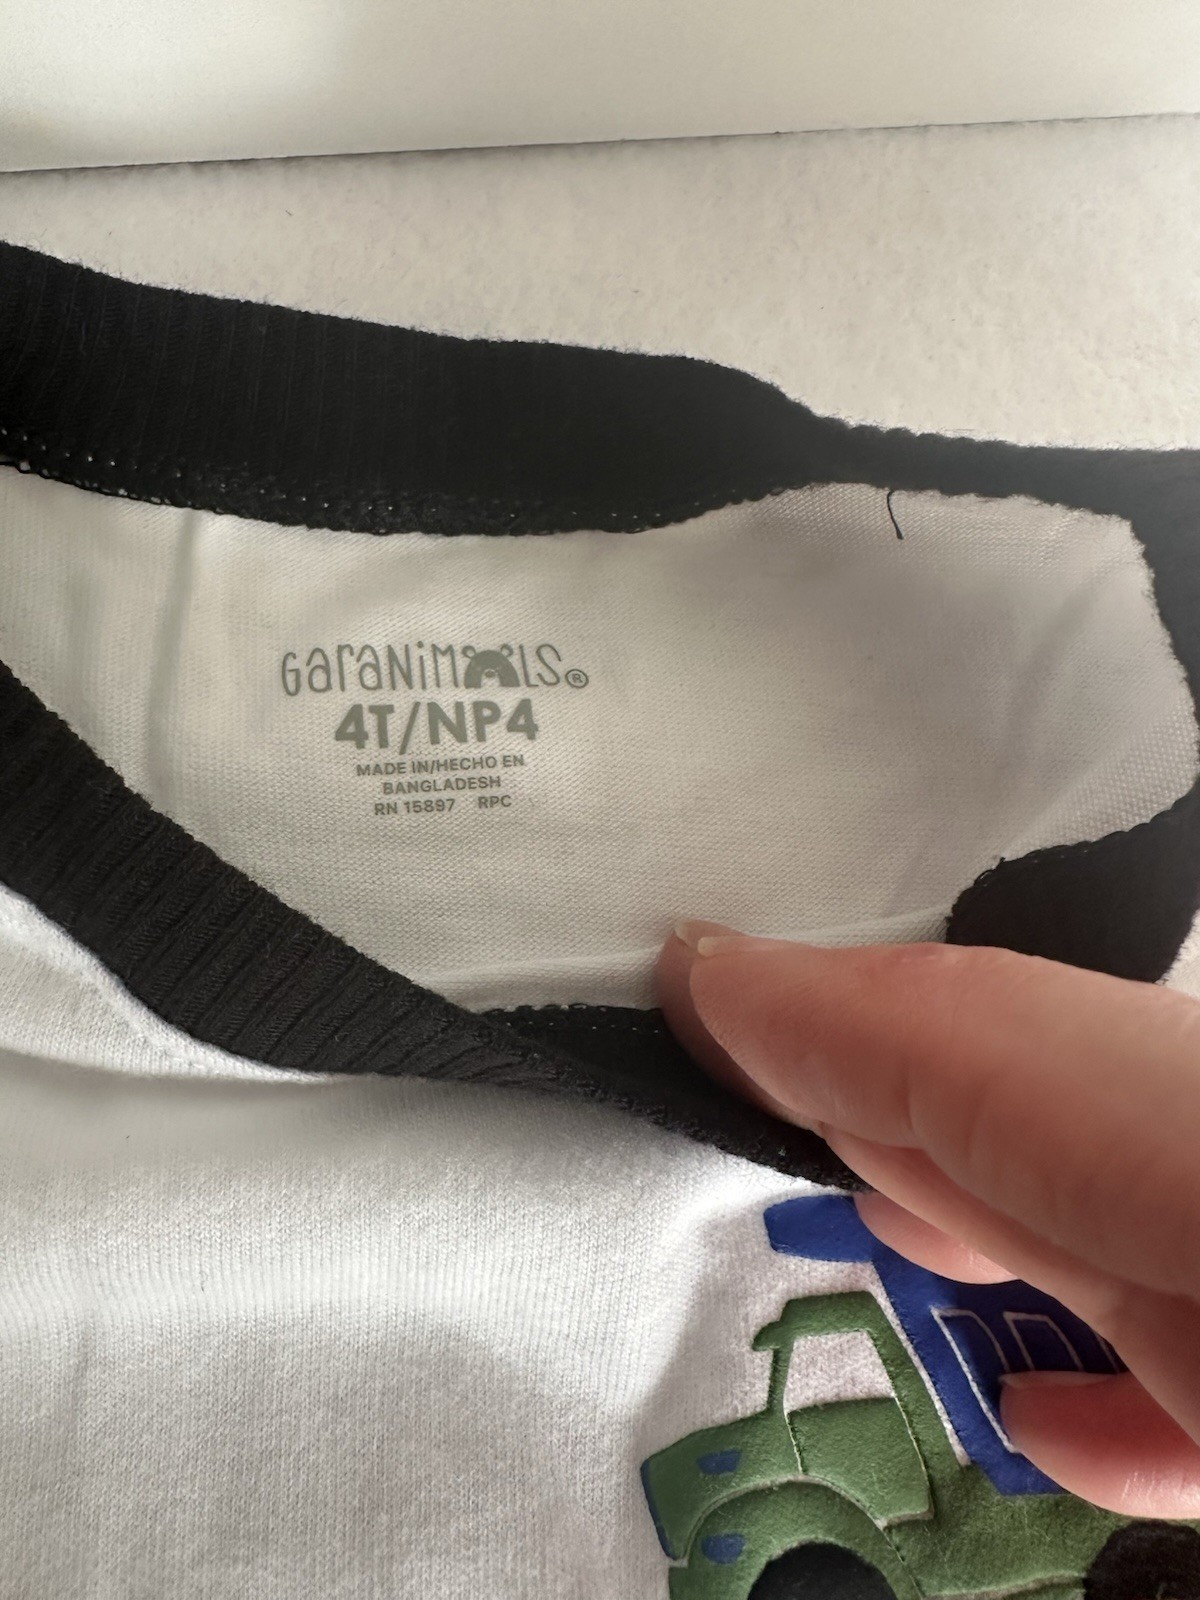 GaraNiMALS®
4T/NP4
MADE IN/HECHO EN
BANGLADESH
RN 15897 RPC